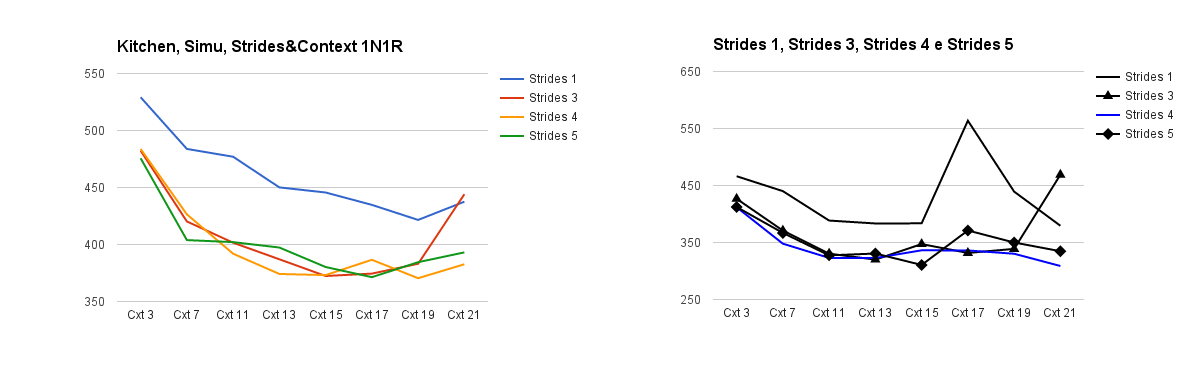 Kitchen, Simu, Strides&Context 1N1R
550
500
450
400
350
Cxt 3 Cxt 7 Cxt 11 Cxt 13 Cxt 15 Cxt 17 Cxt 19 Cxt 21
Strides 1
Strides 3
Strides 4
Strides 5
Strides 1, Strides 3, Strides 4 e Strides 5
650
550
450
350
250
Cxt 3 Cxt 7 Cxt 11 Cxt 13 Cxt 15 Cxt 17 Cxt 19 Cxt 21
Strides 1
Strides 3
Strides 4
Strides 5